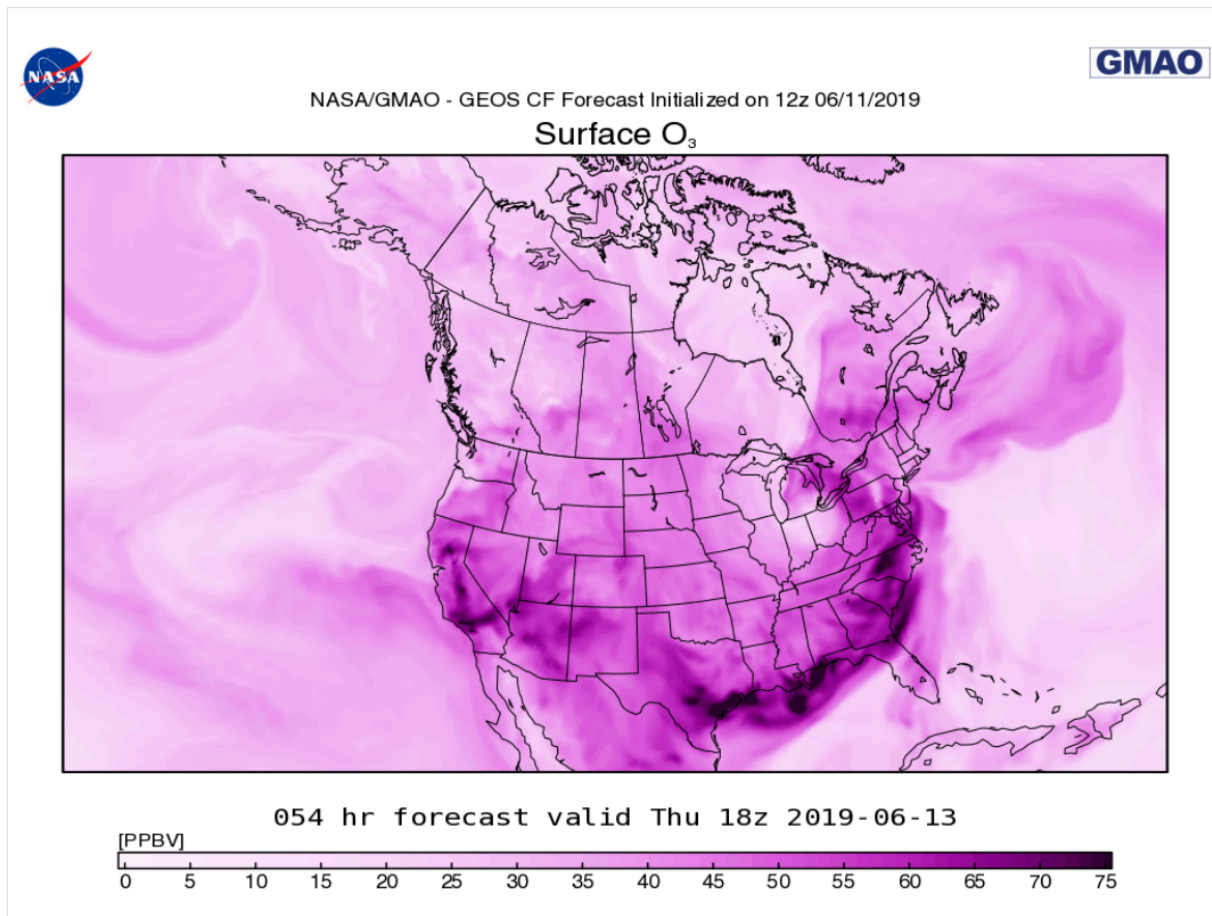 NASA
GMAO
NASA/GMAO - GEOS CF Forecast Initialized on 12z 06/11/2019
Surface O₃
054 hr forecast valid Thu 18z 2019-06-13
[PPBV]
0 5 10 15 20 25 30 35 40 45 50 55 60 65 70 75